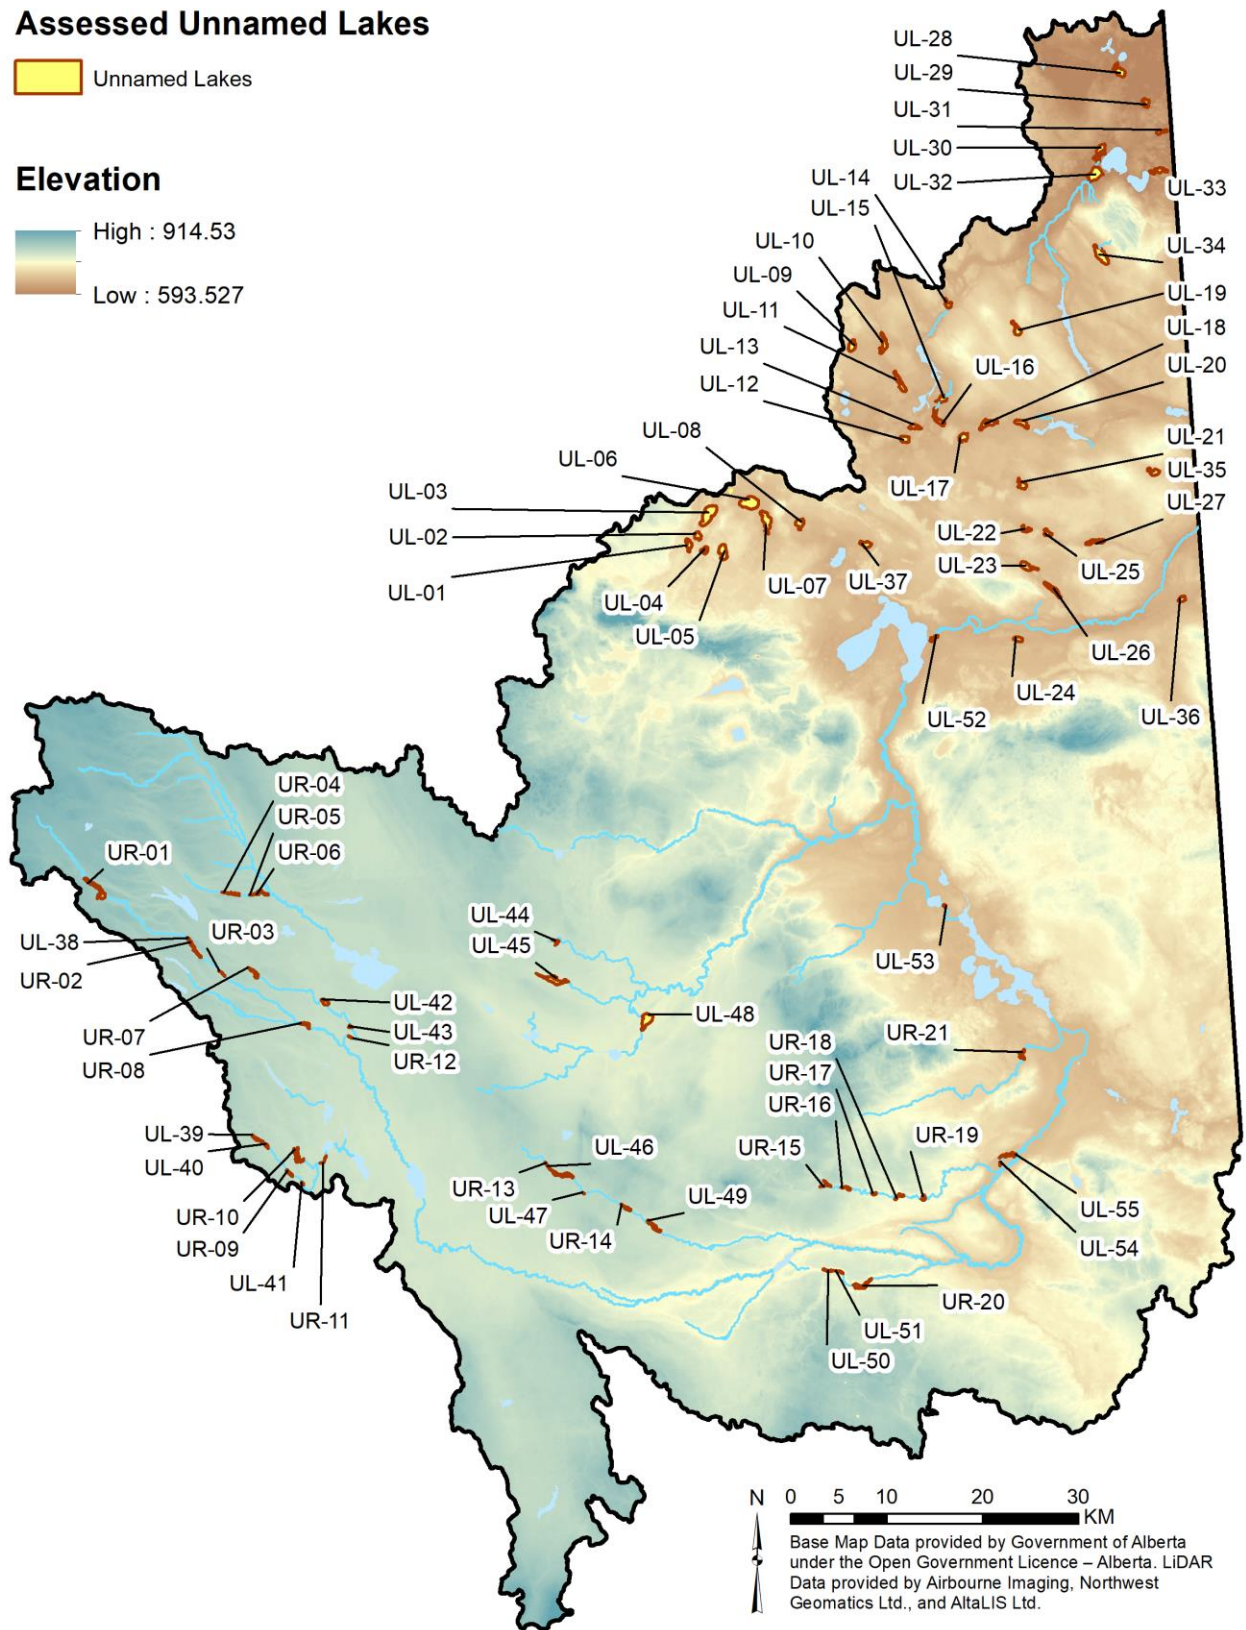 Assessed Unnamed Lakes
Unnamed Lakes
Elevation
High : 914.53
Low : 593.527
UL-28
UL-29
UL-31
UL-30
UL-32
UL-33
UL-14
UL-15
UL-10
UL-09
UL-11
UL-13
UL-12
UL-34
UL-19
UL-18
UL-16
UL-20
UL-08
UL-06
UL-21
UL-35
UL-17
UL-03
UL-27
UL-02
UL-22
UL-01
UL-04
UL-07
UL-37
UL-23
UL-25
UL-05
UL-26
UL-24
UL-52
UL-36
UR-04
UR-05
UR-01
UR-06
UR-03
UL-38
UR-02
UL-44
UL-45
UL-53
UL-42
UL-48
UR-07
UL-43
UR-18
UR-21
UR-08
UR-12
UR-17
UR-16
UL-39
UL-40
UL-46
UR-15
UR-19
UR-13
UL-47
UL-49
UR-10
UR-14
UL-55
UR-09
UL-54
UL-41
UR-11
UR-20
UL-51
UL-50
N
0 5 10 20 30
KM
Base Map Data provided by Government of Alberta
under the Open Government Licence – Alberta. LiDAR
Data provided by Airbourne Imaging, Northwest
Geomatics Ltd., and AltaLIS Ltd.